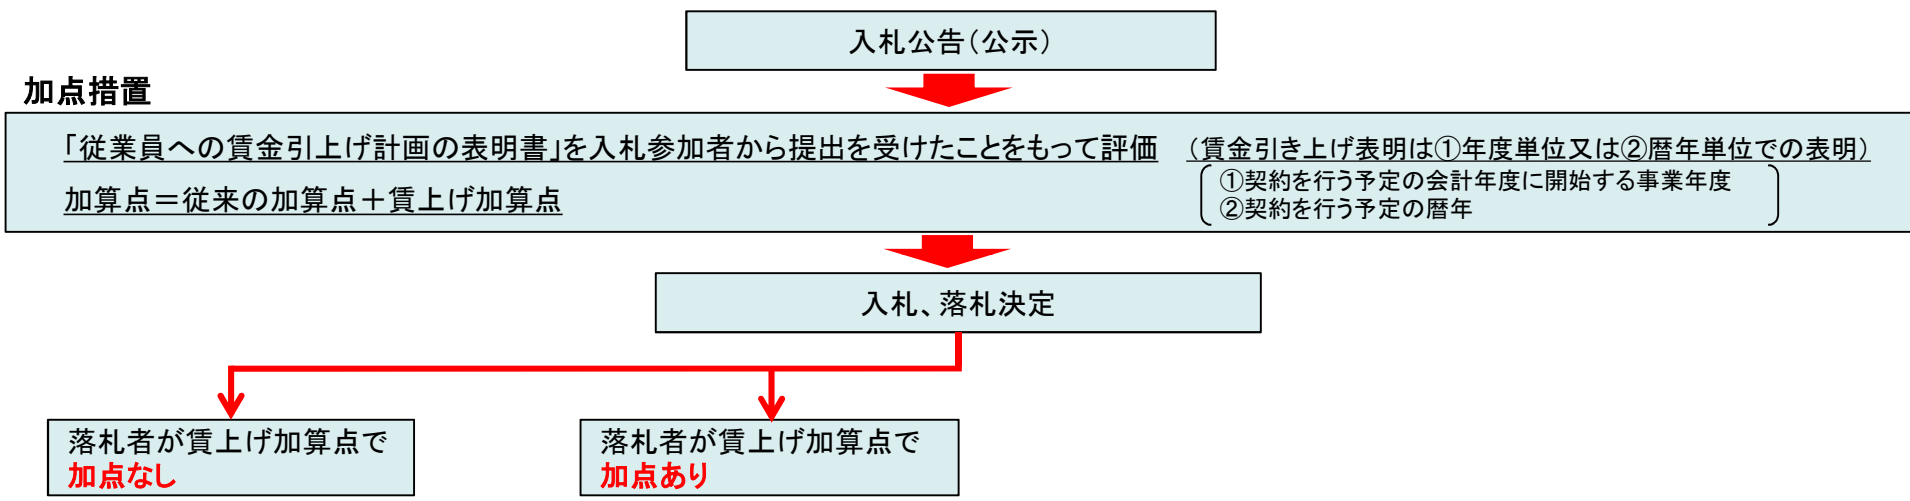 入札公告(公示)
加点措置
「従業員への賃金引上げ計画の表明書」を入札参加者から提出を受けたことをもって評価 (賃金引き上げ表明は①年度単位又は②暦年単位での表明)
加算点＝従来の加算点＋賃上げ加算点
①契約を行う予定の会計年度に開始する事業年度
②契約を行う予定の暦年
入札、落札決定
落札者が賃上げ加算点で
加点なし
落札者が賃上げ加算点で
加点あり